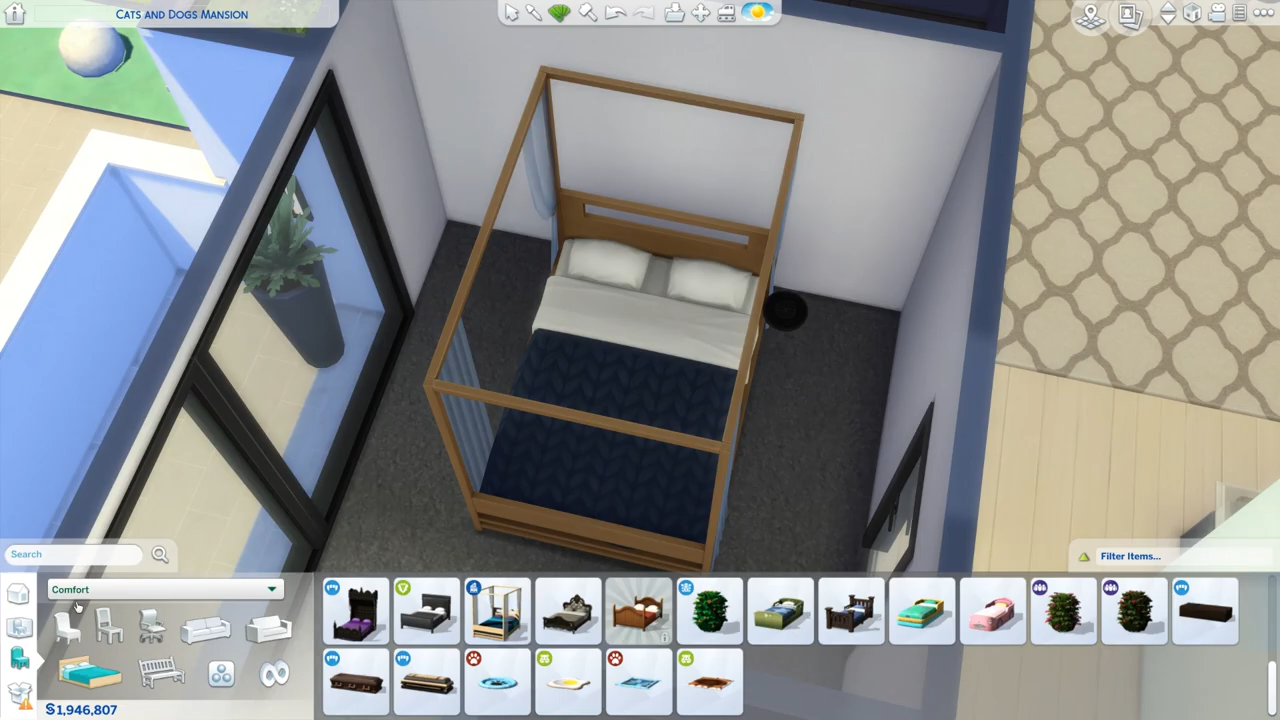 CATS AND DOGS MANSION
Search
Filter Items...
Comfort
§1,946,807